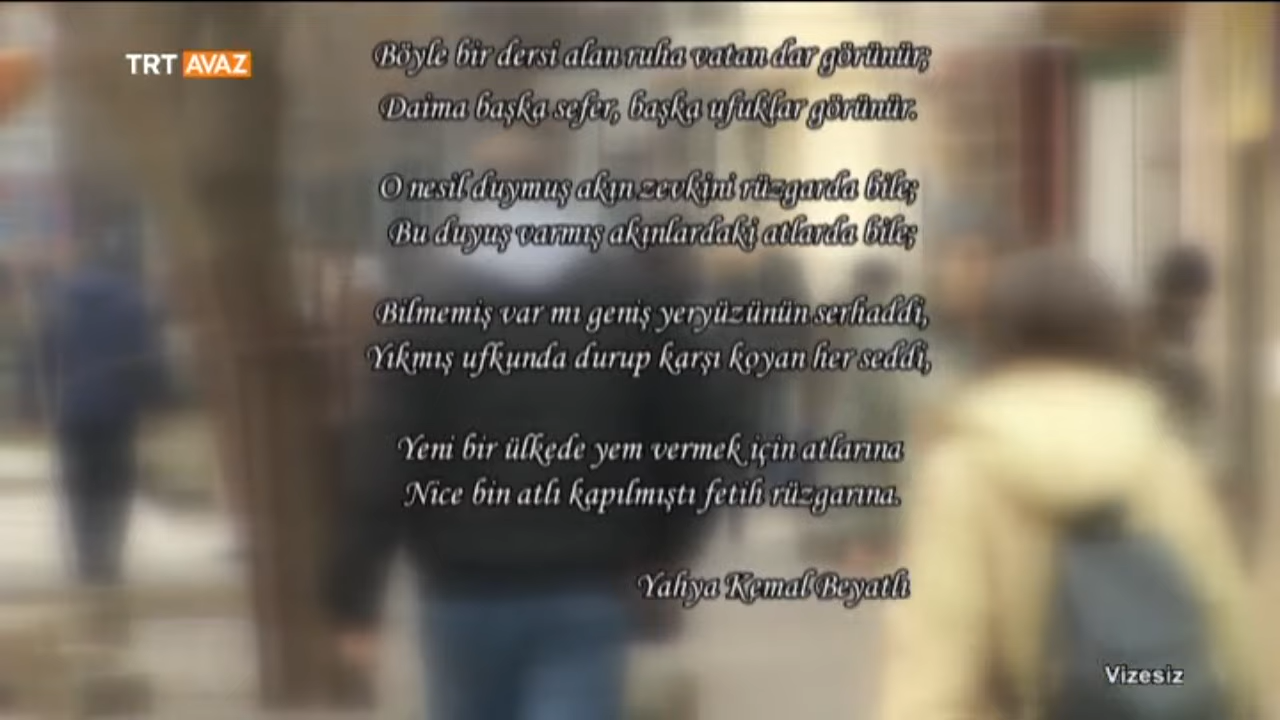 TRT AVAZ
Böyle bir dersi alan ruha vatan dar görünür;
Daima başka sefer, başka ufuklar görünür.
O nesil duymuş akın zevkini rüzgarda bile;
Bu duyuş varmış akınlardaki atlarda bile;
Bilmemiş var mı geniş yeryüzünün serhaddi,
Yıkmış ufkunda durup karşı koyan her seddi,
Yeni bir ülkede yem vermek için atlarına
Nice bin atlı kapılmıştı fetih rüzgarına.
Yahya Kemal Beyatlı
Vizesiz